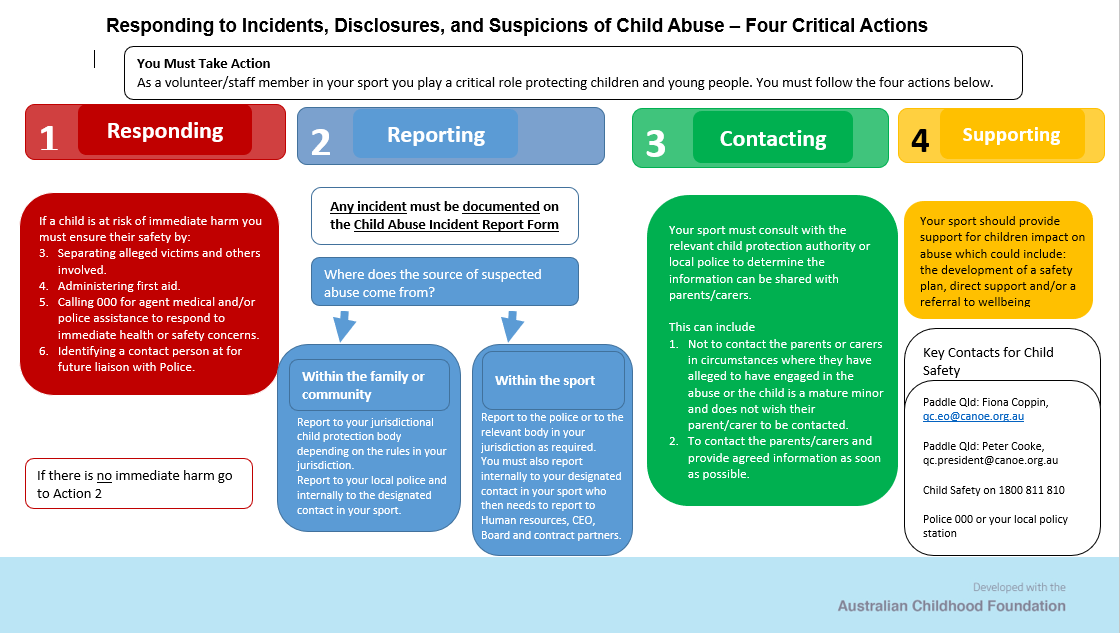 Responding to Incidents, Disclosures, and Suspicions of Child Abuse – Four Critical Actions
You Must Take Action
As a volunteer/staff member in your sport you play a critical role protecting children and young people. You must follow the four actions below.
1 Responding
If a child is at risk of immediate harm you
must ensure their safety by:
3. Separating alleged victims and others
involved.
4. Administering first aid.
5. Calling 000 for agent medical and/or
police assistance to respond to
immediate health or safety concerns.
6. Identifying a contact person at for
future liaison with Police.
If there is no immediate harm go
to Action 2
2 Reporting
Any incident must be documented on
the Child Abuse Incident Report Form
Where does the source of suspected
abuse come from?
Within the family or
community
Report to your jurisdictional
child protection body
depending on the rules in your
jurisdiction.
Report to your local police and
internally to the designated
contact in your sport.
Within the sport
Report to the police or to the
relevant body in your
jurisdiction as required.
You must also report
internally to your designated
contact in your sport who
then needs to report to
Human resources, CEO,
Board and contract partners.
3 Contacting
Your sport must consult with the
relevant child protection authority or
local police to determine the
information can be shared with
parents/carers.
This can include
1. Not to contact the parents or carers
in circumstances where they have
alleged to have engaged in the
abuse or the child is a mature minor
and does not wish their
parent/carer to be contacted.
2. To contact the parents/carers and
provide agreed information as soon
as possible.
4 Supporting
Your sport should provide
support for children impact on
abuse which could include:
the development of a safety
plan, direct support and/or a
referral to wellbeing
Key Contacts for Child
Safety
Paddle Qld: Fiona Coppin,
qc.eo@canoe.org.au
Paddle Qld: Peter Cooke,
qc.president@canoe.org.au
Child Safety on 1800 811 810
Police 000 or your local policy
station
Developed with the
Australian Childhood Foundation